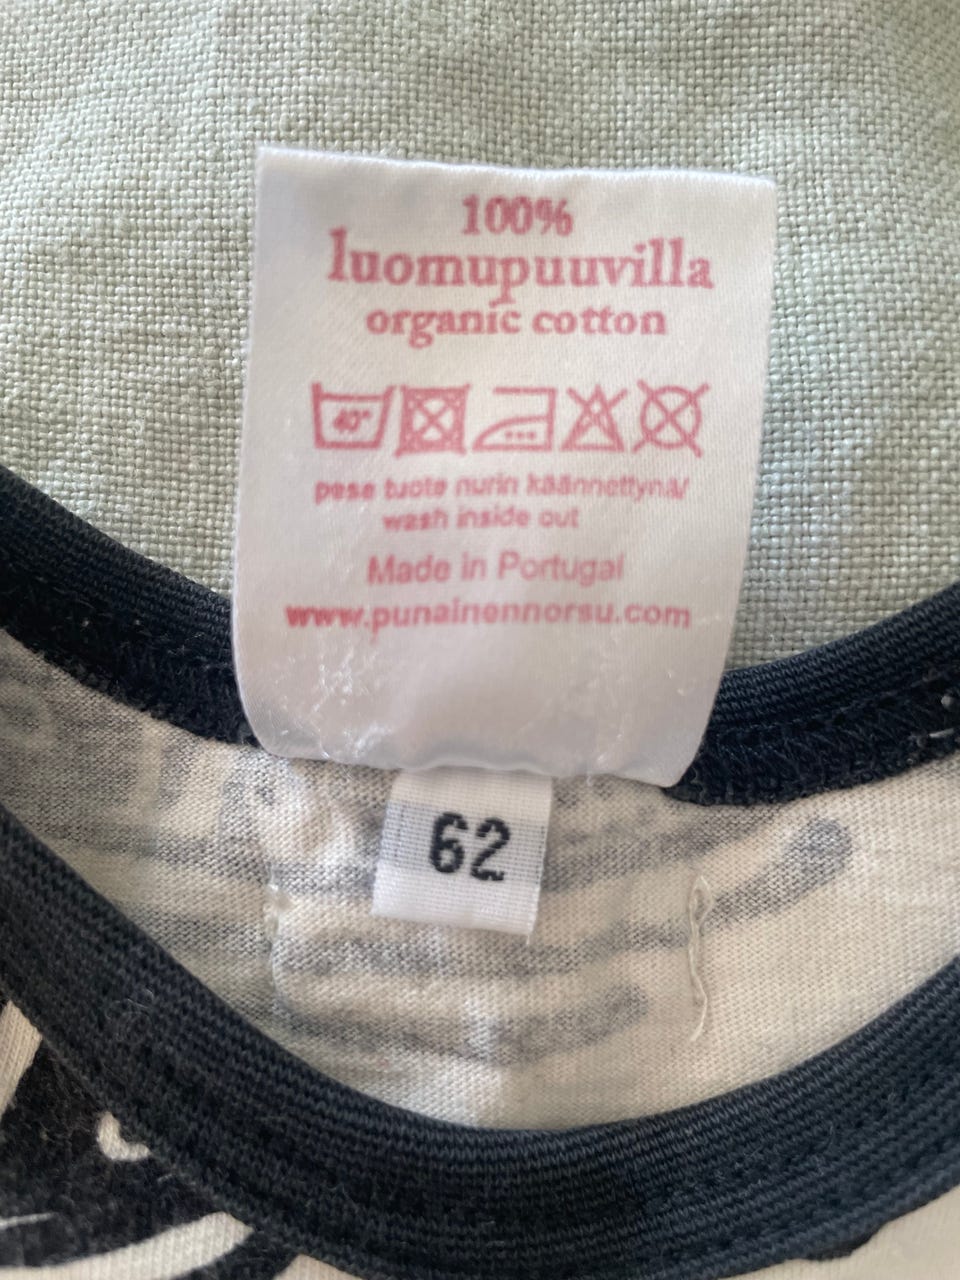 100%
luomupuuvilla
organic cotton
40°
pese tuote nurin käännettynä/
wash inside out
Made in Portugal
www.punainennorsu.com
62